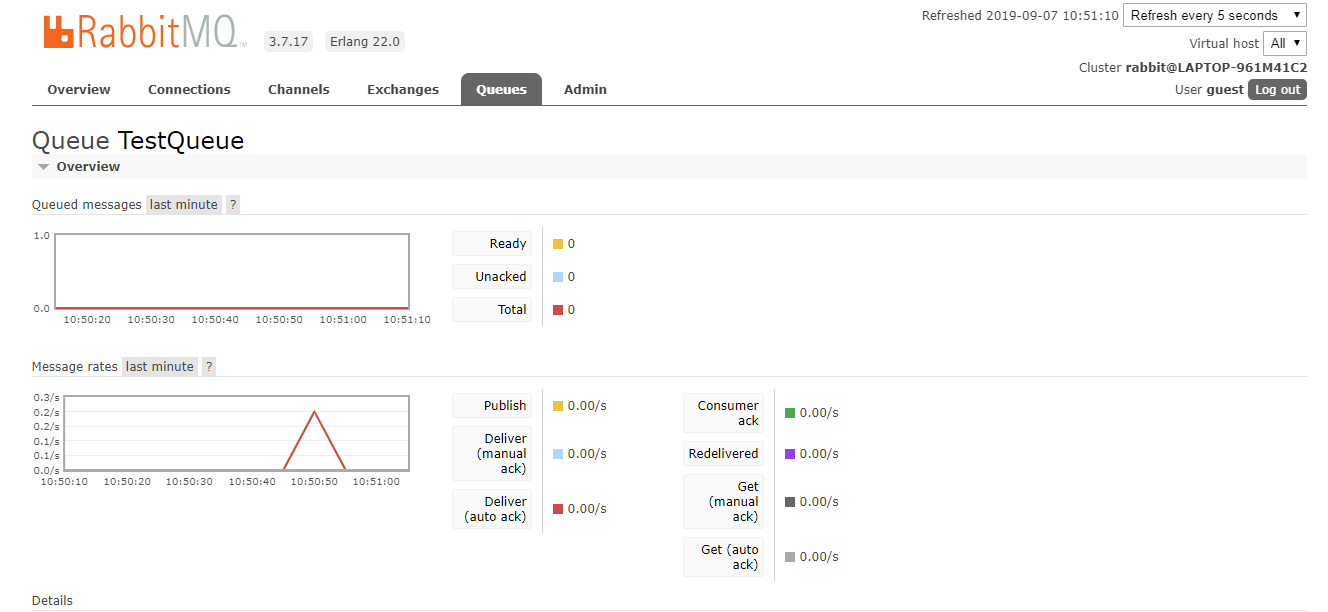 RabbitMQ TM 3.7.17 Erlang 22.0
Refreshed 2019-09-07 10:51:10 Refresh every 5 seconds
Virtual host All
Cluster rabbit@LAPTOP-961M41C2
User guest Log out
Overview Connections Channels Exchanges Queues Admin
Queue TestQueue
Overview
Queued messages last minute ?
1.0
0.0
10:50:20 10:50:30 10:50:40 10:50:50 10:51:00 10:51:10
Ready 0
Unacked 0
Total 0
Message rates last minute ?
0.3/s
0.2/s
0.2/s
0.1/s
0.1/s
0.0/s
10:50:10 10:50:20 10:50:30 10:50:40 10:50:50 10:51:00
Publish 0.00/s
Deliver
(manual 0.00/s
ack)
Deliver
(auto ack) 0.00/s
Consumer
ack 0.00/s
Redelivered 0.00/s
Get
(manual 0.00/s
ack)
Get (auto
ack) 0.00/s
Details